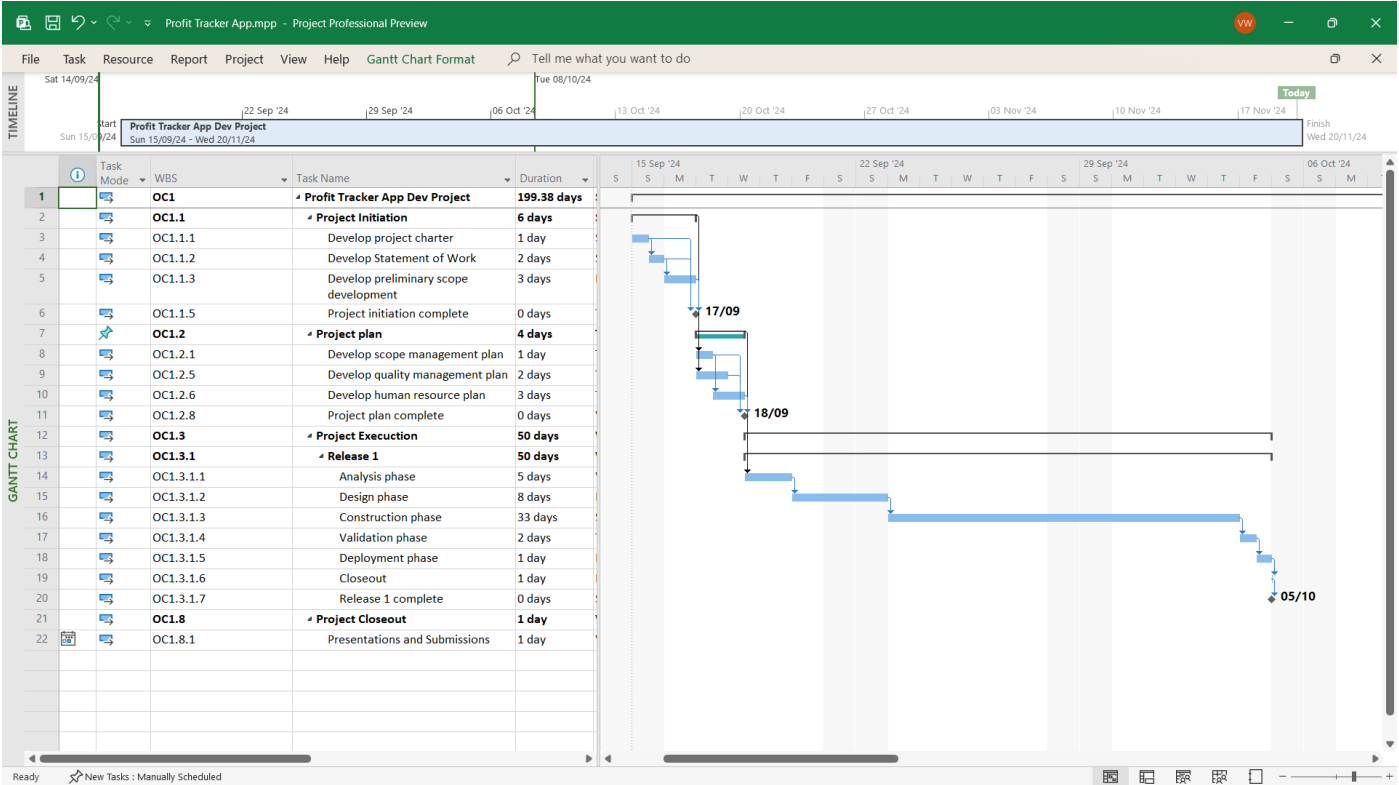 Profit Tracker App.mpp - Project Professional Preview
VW
File Task Resource Report Project View Help Gantt Chart Format Tell me what you want to do
TIMELINE
Sat 14/09/24 Tue 08/10/24
Today
22 Sep '24 29 Sep '24 06 Oct '24 13 Oct '24 20 Oct '24 27 Oct '24 03 Nov '24 10 Nov '24 17 Nov '24
Start Profit Tracker App Dev Project Finish
Sun 15/09/24 Sun 15/09/24 - Wed 20/11/24 Wed 20/11/24
GANTT CHART
Task Mode WBS Task Name Duration
15 Sep '24 22 Sep '24 29 Sep '24 06 Oct '24
S S M T W T F S S M T W T F S S M T W T F S S M
1 OC1 Profit Tracker App Dev Project 199.38 days
2 OC1.1 Project Initiation 6 days
3 OC1.1.1 Develop project charter 1 day
4 OC1.1.2 Develop Statement of Work 2 days
5 OC1.1.3 Develop preliminary scope development 3 days
6 OC1.1.5 Project initiation complete 0 days 17/09
7 OC1.2 Project plan 4 days
8 OC1.2.1 Develop scope management plan 1 day
9 OC1.2.5 Develop quality management plan 2 days
10 OC1.2.6 Develop human resource plan 3 days
11 OC1.2.8 Project plan complete 0 days 18/09
12 OC1.3 Project Execuction 50 days
13 OC1.3.1 Release 1 50 days
14 OC1.3.1.1 Analysis phase 5 days
15 OC1.3.1.2 Design phase 8 days
16 OC1.3.1.3 Construction phase 33 days
17 OC1.3.1.4 Validation phase 2 days
18 OC1.3.1.5 Deployment phase 1 day
19 OC1.3.1.6 Closeout 1 day
20 OC1.3.1.7 Release 1 complete 0 days 05/10
21 OC1.8 Project Closeout 1 day
22 OC1.8.1 Presentations and Submissions 1 day
Ready New Tasks : Manually Scheduled